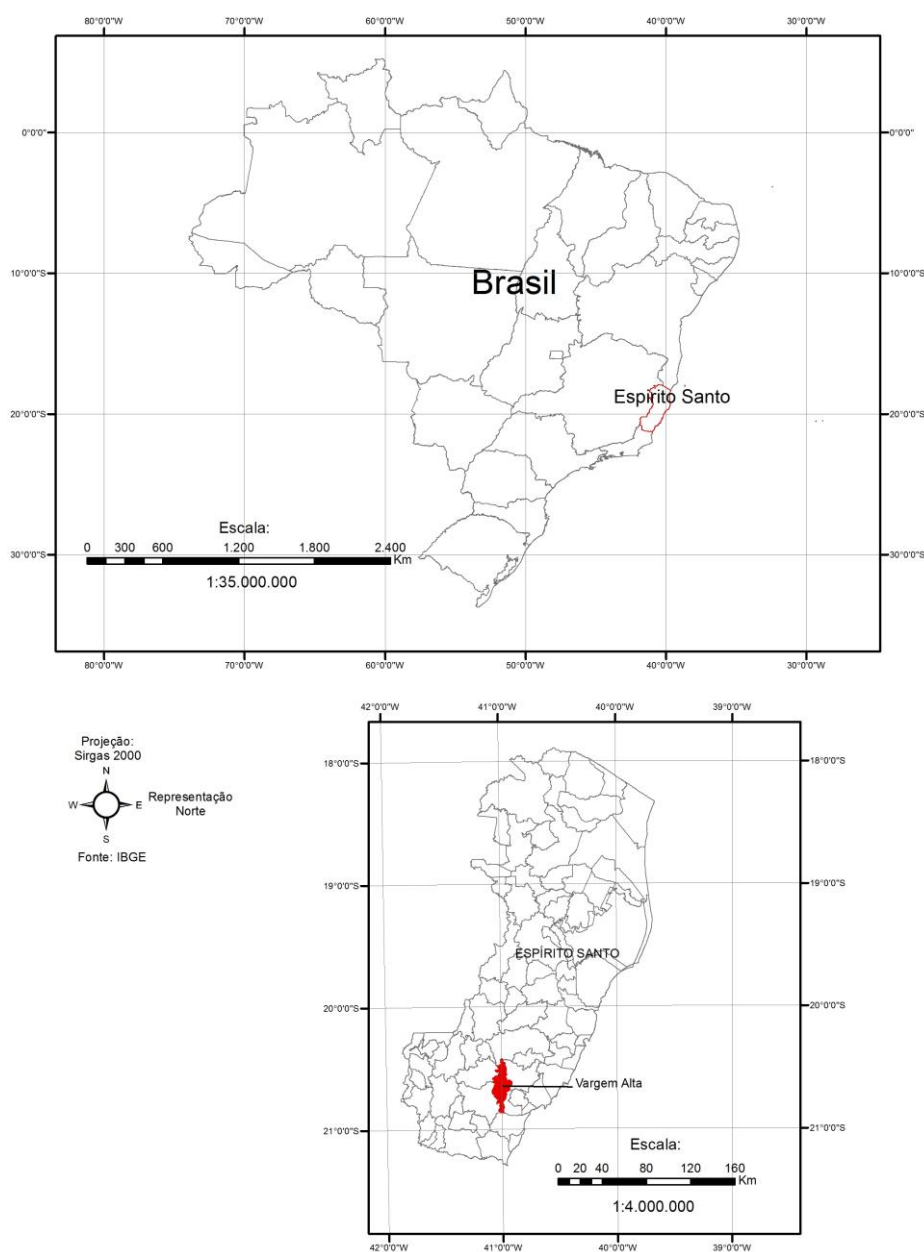 80°0'0"W 70°0'0"W 60°0'0"W 50°0'0"W 40°0'0"W 30°0'0"W
0°0'0" 0°0'0"
10°0'0"S 10°0'0"S
Brasil
Espírito Santo
20°0'0"S 20°0'0"S
Escala:
0 300 600 1.200 1.800 2.400
Km
1:35.000.000
30°0'0"S 30°0'0"S
80°0'0"W 70°0'0"W 60°0'0"W 50°0'0"W 40°0'0"W 30°0'0"W
42°0'0"W 41°0'0"W 40°0'0"W 39°0'0"W
Projeção:
Sirgas 2000
N
W E
S
Representação
Norte
Fonte: IBGE
18°0'0"S 18°0'0"S
19°0'0"S 19°0'0"S
ESPÍRITO SANTO
20°0'0"S 20°0'0"S
Vargem Alta
21°0'0"S 21°0'0"S
Escala:
0 20 40 80 120 160
Km
1:4.000.000
42°0'0"W 41°0'0"W 40°0'0"W 39°0'0"W